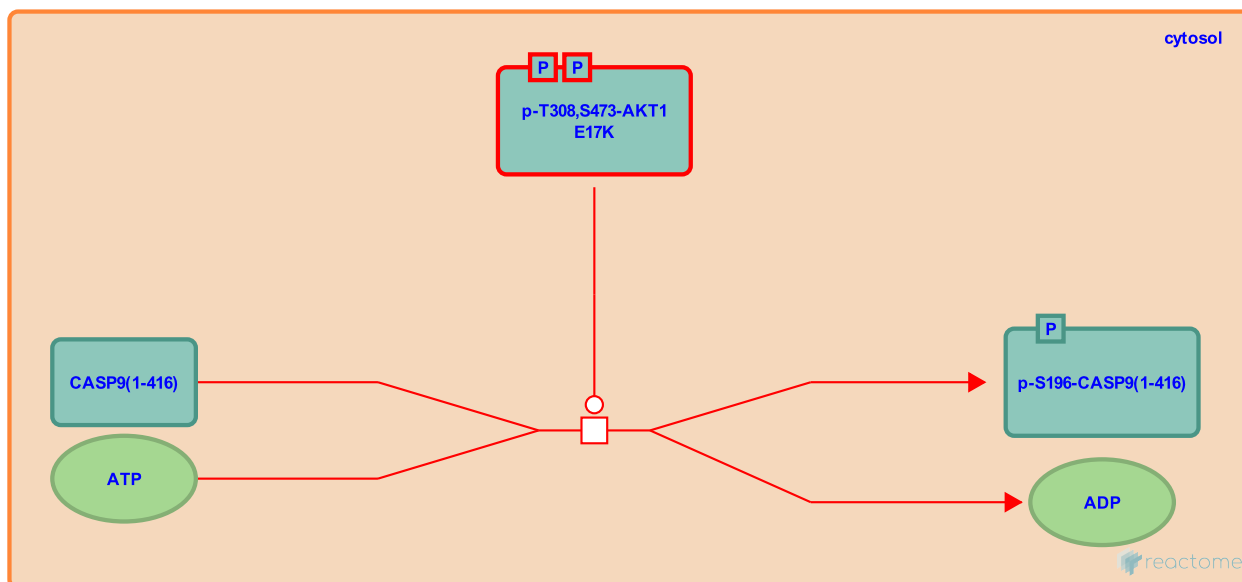 cytosol
P P
p-T308,S473-AKT1
E17K
P
CASP9(1-416)
p-S196-CASP9(1-416)
ATP
ADP
reactome